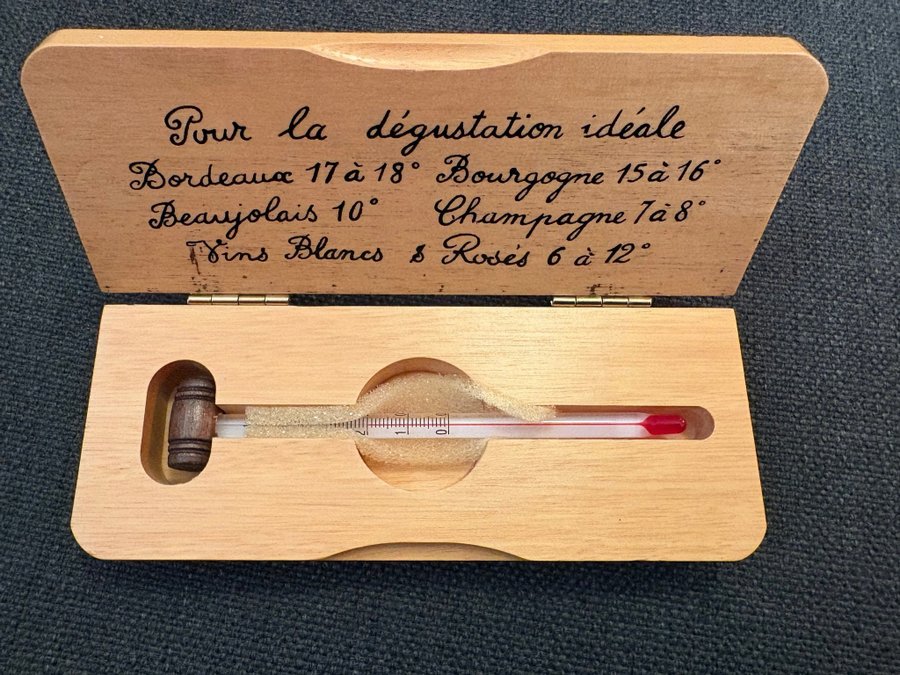 Pour la dégustation idéale
Bordeaux 17 à 18° Bourgogne 15 à 16°
Beaujolais 10° Champagne 7 à 8°
Vins Blancs & Rosés 6 à 12°
0